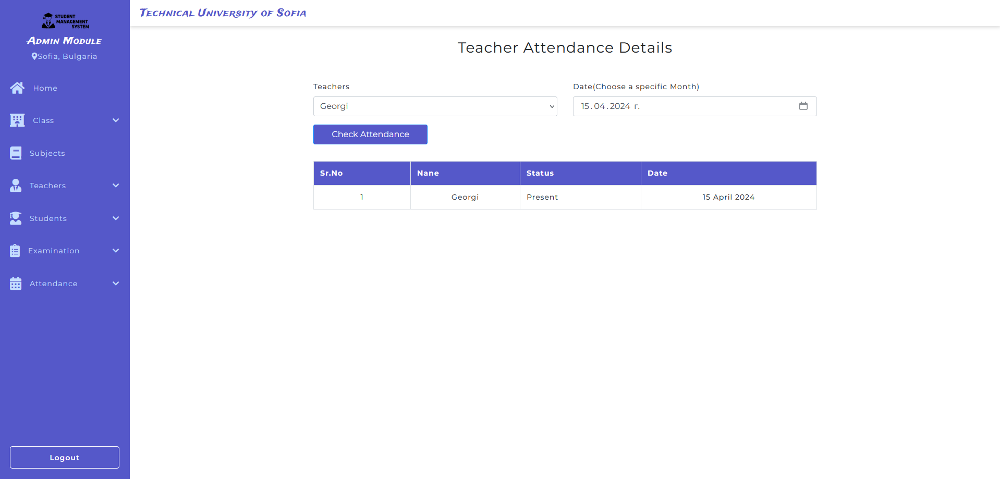 STUDENT
MANAGEMENT
SYSTEM
Admin Module
Sofia, Bulgaria
Home
Class
Subjects
Teachers
Students
Examination
Attendance
Logout
Technical University of Sofia
Teacher Attendance Details
Teachers
Date(Choose a specific Month)
Georgi
15.04.2024 г.
Check Attendance
Sr.No Nane Status Date
1 Georgi Present 15 April 2024